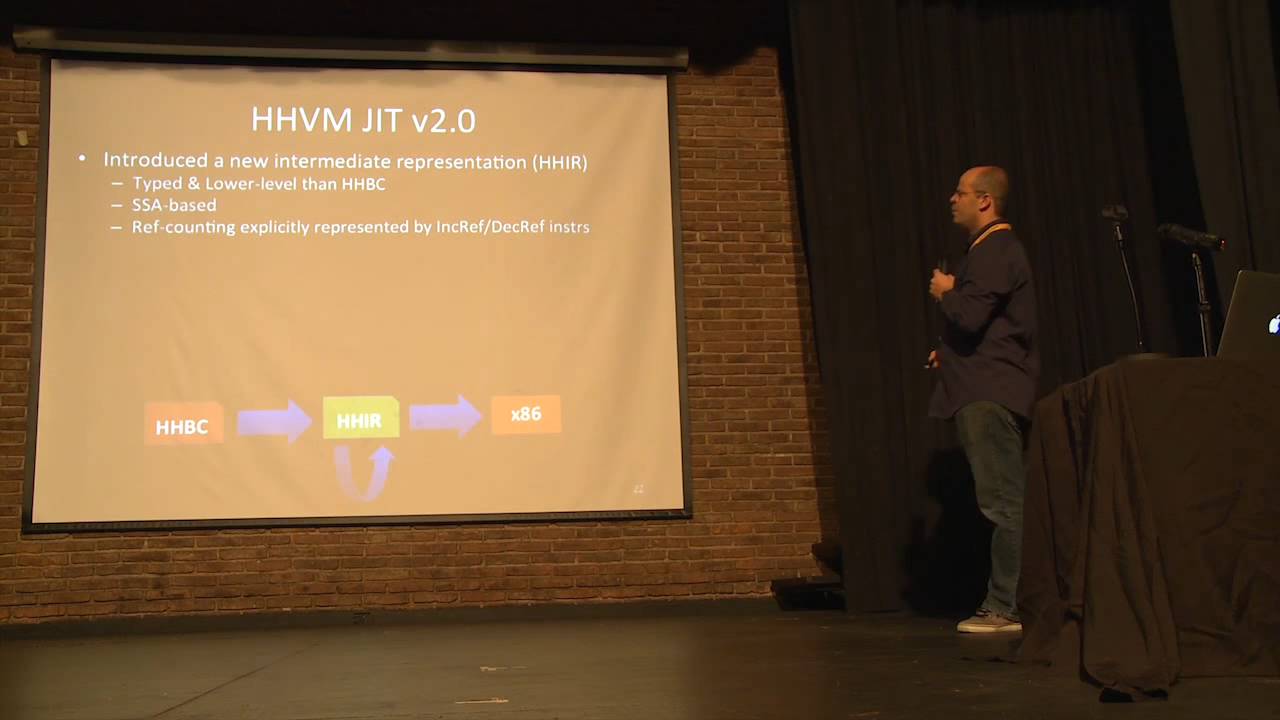 HHVM JIT v2.0
• Introduced a new intermediate representation (HHIR)
– Typed & Lower-level than HHBC
– SSA-based
– Ref-counting explicitly represented by IncRef/DecRef instrs
HHBC
HHIR
x86
22